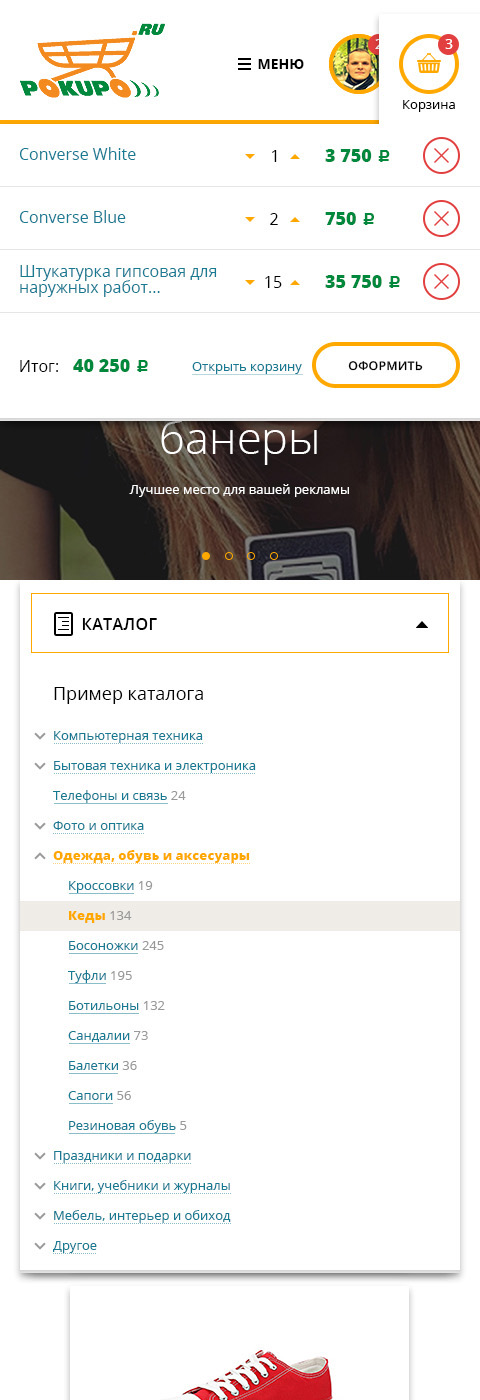 .RU
POKUPO
МЕНЮ
2
3
Корзина
Converse White 1 3 750 ₽
Converse Blue 2 750 ₽
Штукатурка гипсовая для
наружных работ... 15 35 750 ₽
Итог: 40 250 ₽ Открыть корзину ОФОРМИТЬ
банеры
Лучшее место для вашей рекламы
КАТАЛОГ
Пример каталога
Компьютерная техника
Бытовая техника и электроника
Телефоны и связь 24
Фото и оптика
Одежда, обувь и аксесуары
Кроссовки 19
Кеды 134
Босоножки 245
Туфли 195
Ботильоны 132
Сандалии 73
Балетки 36
Сапоги 56
Резиновая обувь 5
Праздники и подарки
Книги, учебники и журналы
Мебель, интерьер и обиход
Другое